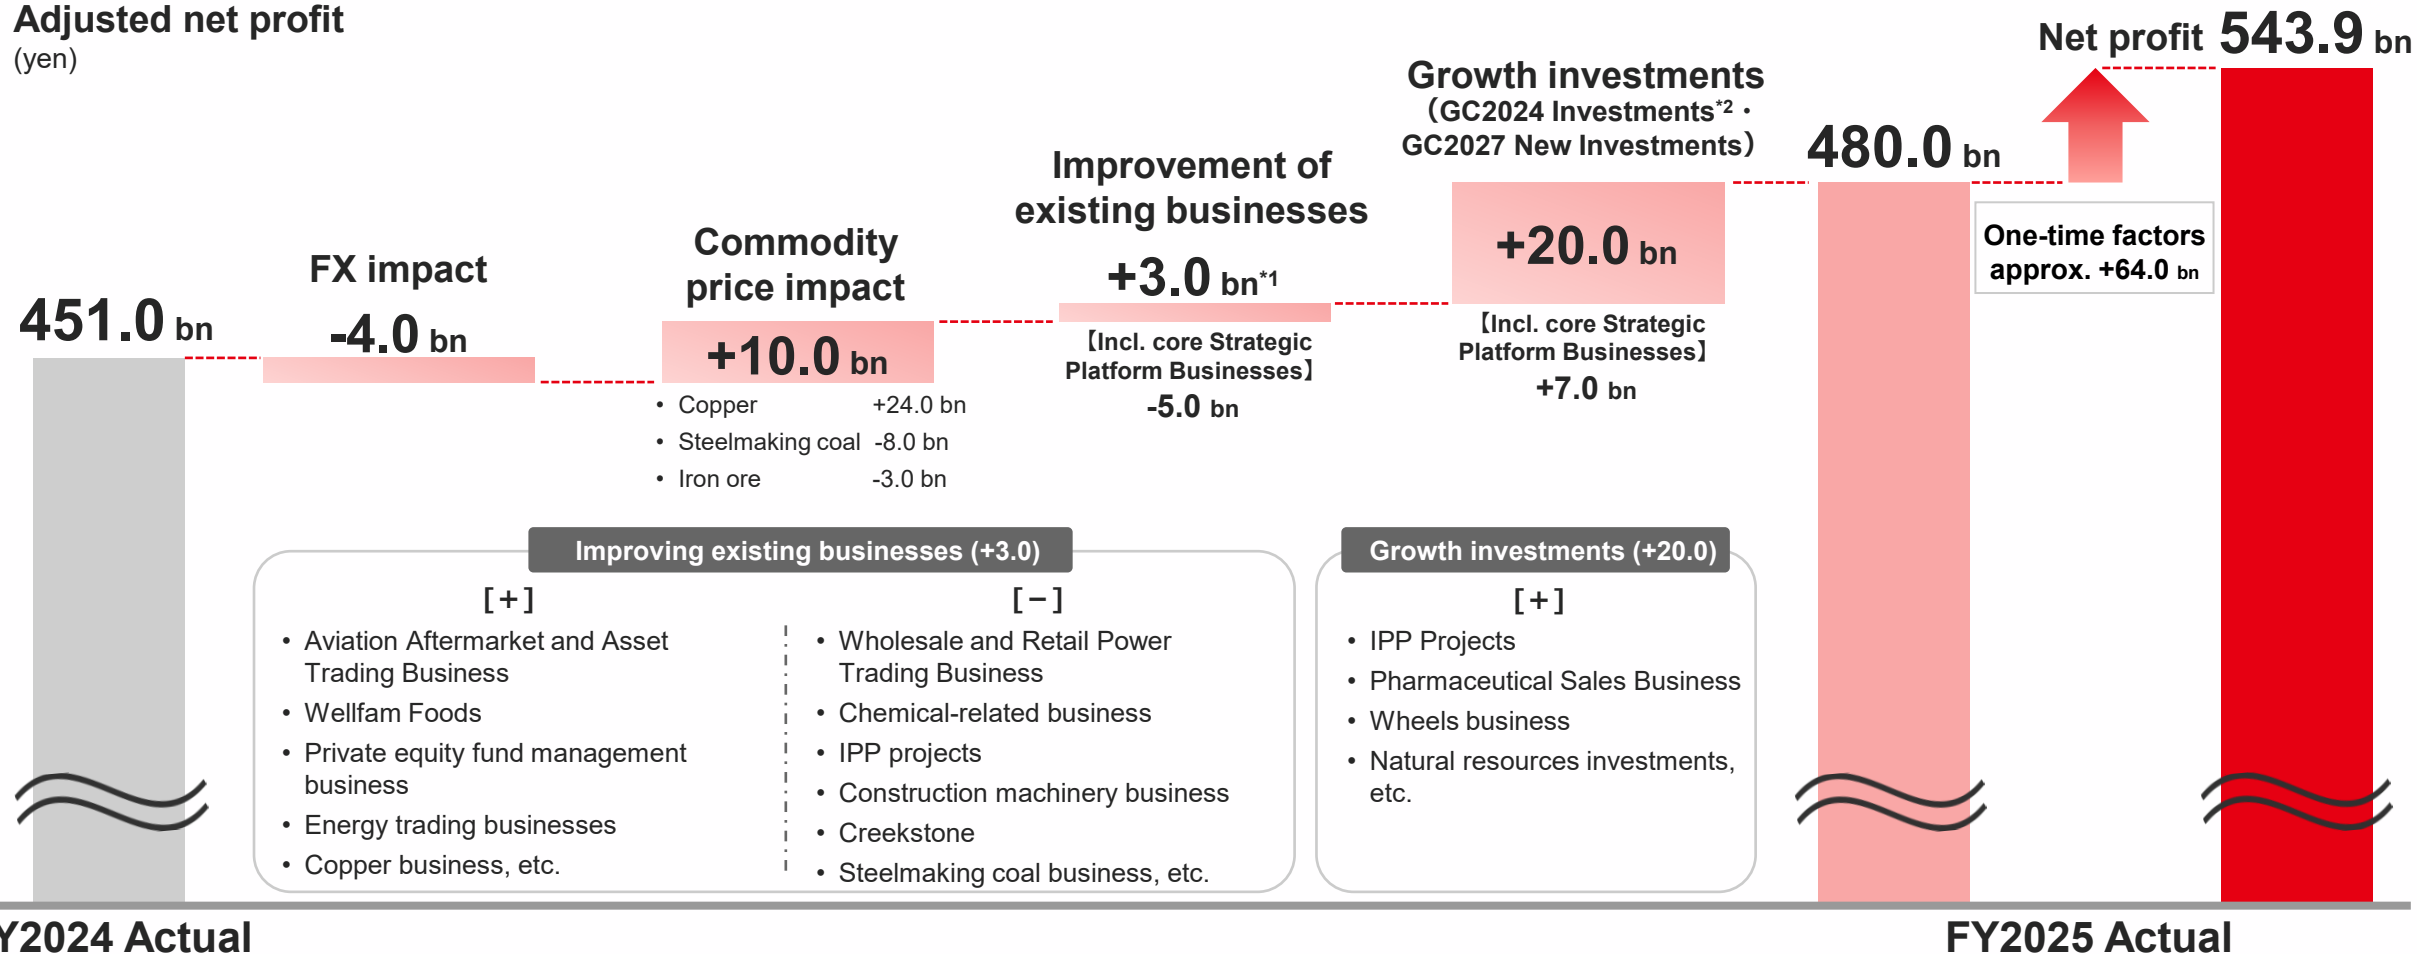 Adjusted net profit
(yen)
451.0 bn
FX impact
-4.0 bn
Commodity
price impact
+10.0 bn
• Copper +24.0 bn
• Steelmaking coal -8.0 bn
• Iron ore -3.0 bn
Improvement of
existing businesses
+3.0 bn*1
【Incl. core Strategic
Platform Businesses】
-5.0 bn
Growth investments
（GC2024 Investments*2・
GC2027 New Investments）
+20.0 bn
【Incl. core Strategic
Platform Businesses】
+7.0 bn
480.0 bn
Net profit 543.9 bn
One-time factors
approx. +64.0 bn
Improving existing businesses (+3.0)
[+]
• Aviation Aftermarket and Asset
Trading Business
• Wellfam Foods
• Private equity fund management
business
• Energy trading businesses
• Copper business, etc.
[−]
• Wholesale and Retail Power
Trading Business
• Chemical-related business
• IPP projects
• Construction machinery business
• Creekstone
• Steelmaking coal business, etc.
Growth investments (+20.0)
[+]
• IPP Projects
• Pharmaceutical Sales Business
• Wheels business
• Natural resources investments,
etc.
Y2024 Actual
FY2025 Actual